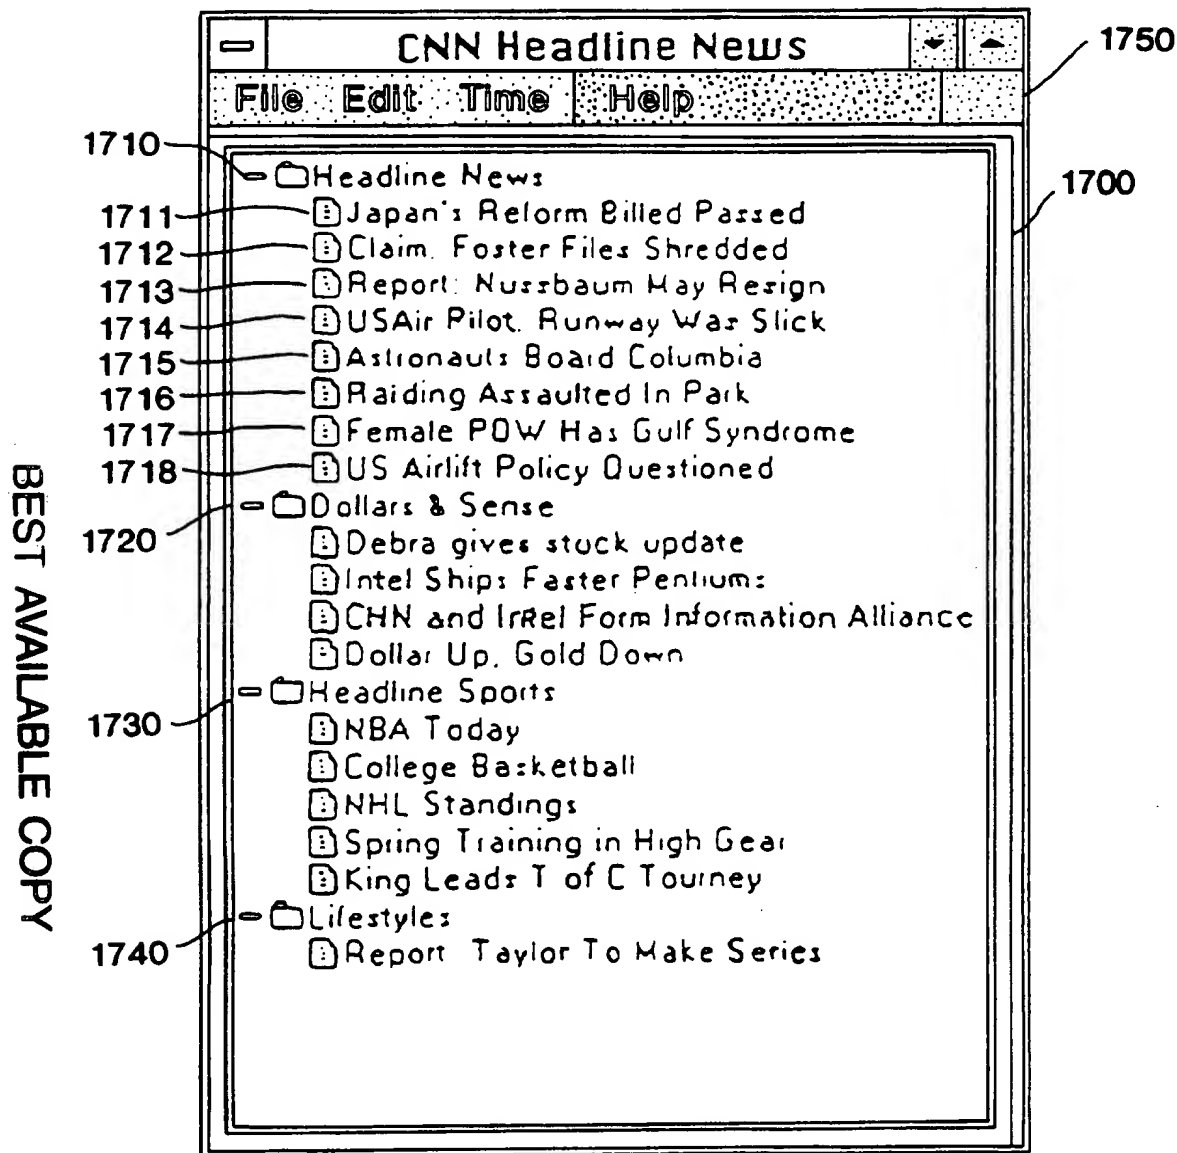 CNN Headline News
1750
File Edit Time Help
1710
Headline News
1700
1711 Japan's Reform Billed Passed
1712 Claim. Foster Files Shredded
1713 Report: Nussbaum May Resign
1714 USAir Pilot. Runway Was Slick
1715 Astronauts Board Columbia
1716 Raiding Assaulted In Park
1717 Female POW Has Gulf Syndrome
1718 US Airlift Policy Questioned
Dollars & Sense
1720
Debra gives stock update
Intel Ships Faster Pentiums
CHN and IrRel Form Information Alliance
Dollar Up, Gold Down
Headline Sports
1730
NBA Today
College Basketball
NHL Standings
Spring Training in High Gear
King Leads T of C Tourney
Lifestyles
1740
Report Taylor To Make Series
BEST AVAILABLE COPY